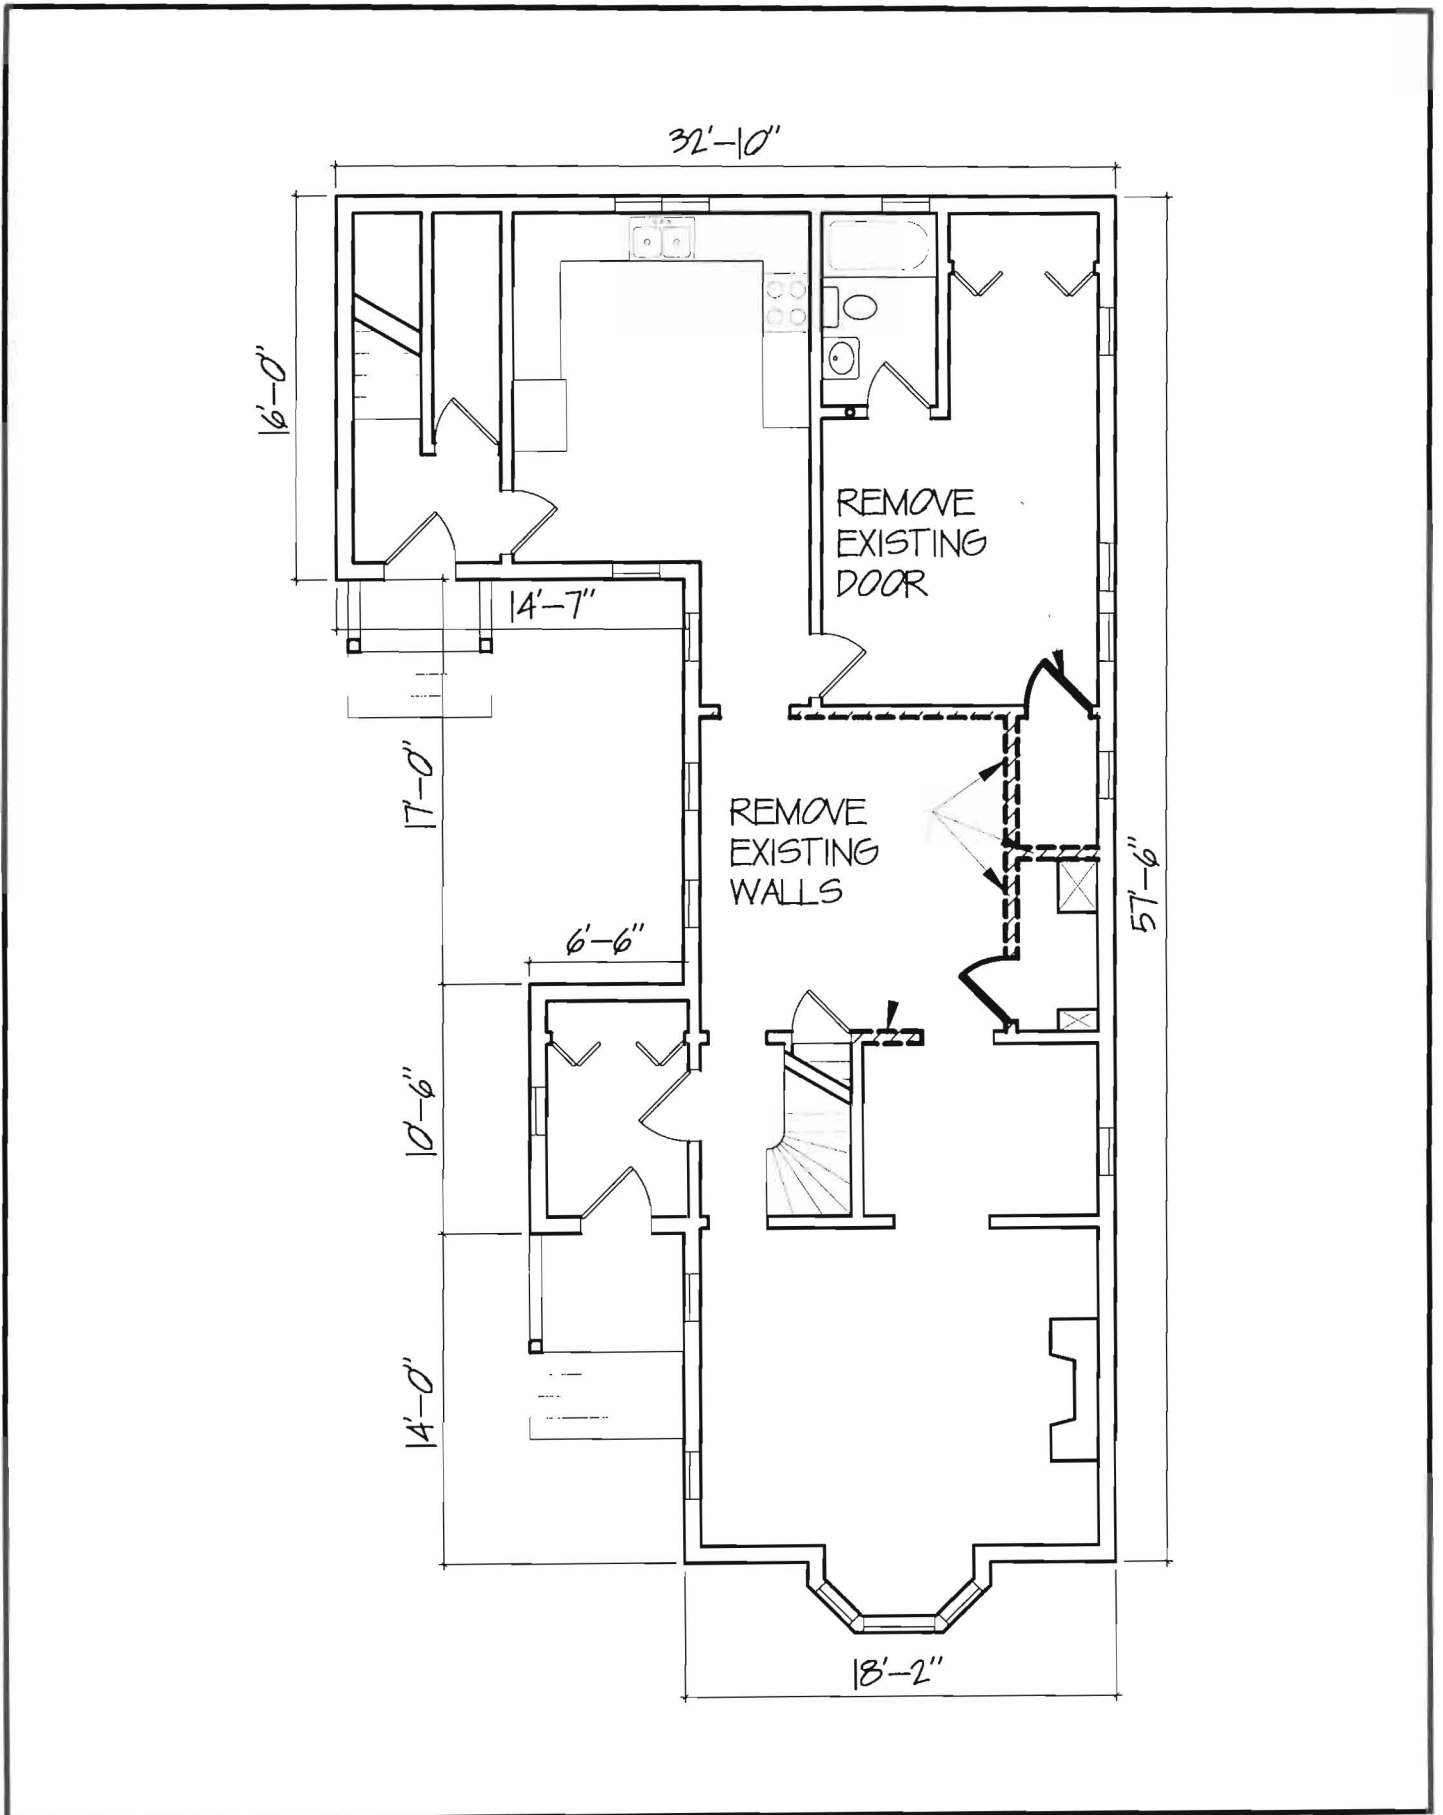 32'-10"
16'-0"
REMOVE
EXISTING
DOOR
14'-7"
17'-0"
REMOVE
EXISTING
WALLS
57'-6"
6'-6"
10'-6"
14'-0"
18'-2"